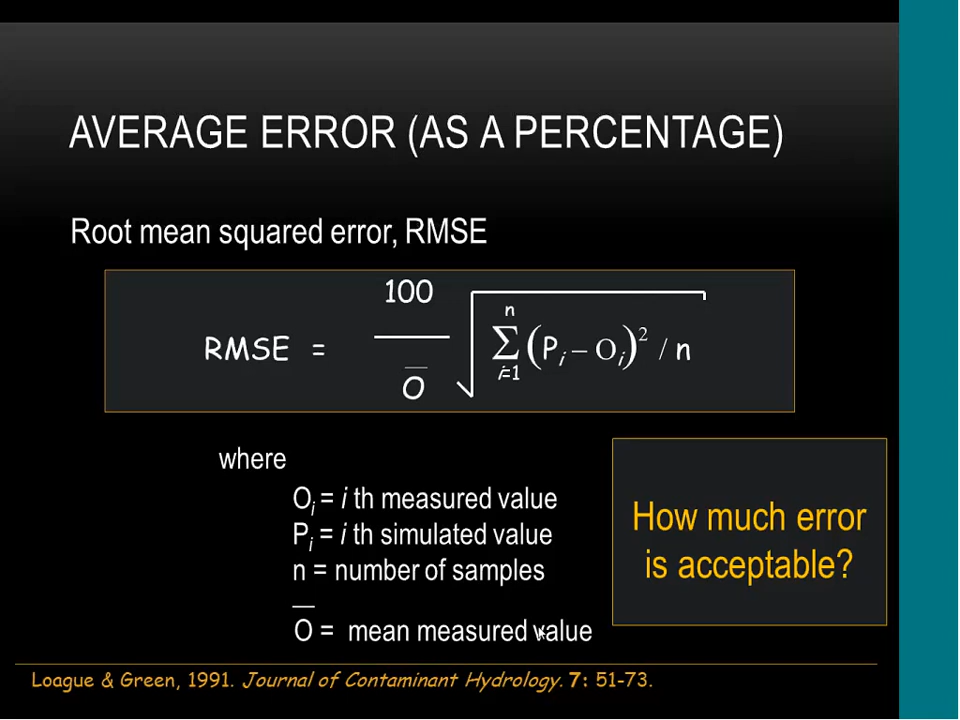 AVERAGE ERROR (AS A PERCENTAGE)
Root mean squared error, RMSE
RMSE = 100 / O̅ √ n Σ i=1 (Pi – Oi)2 / n
where
Oi = i th measured value
Pi = i th simulated value
n = number of samples
O̅ = mean measured value
How much error
is acceptable?
Loague & Green, 1991. Journal of Contaminant Hydrology. 7: 51-73.